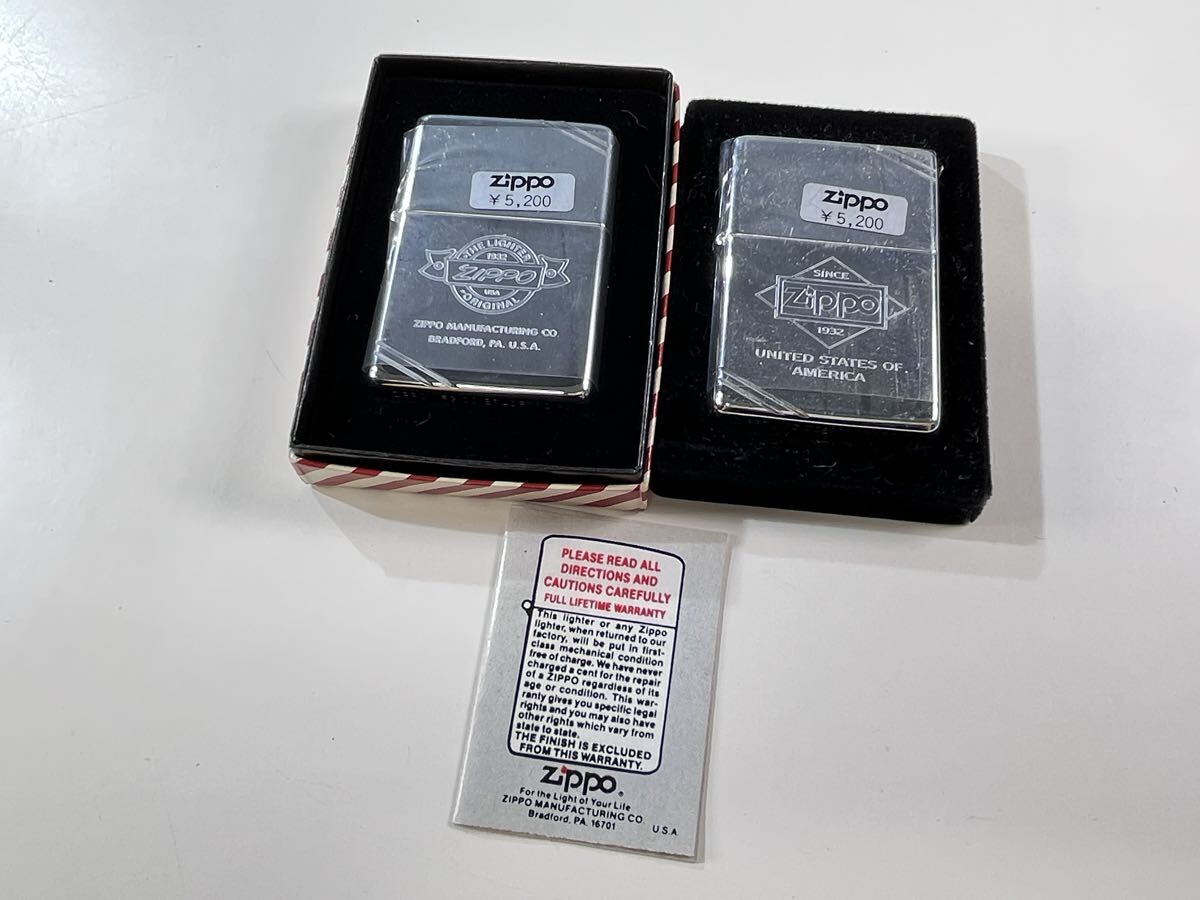 Zippo
¥5,200
THE LIGHTER
1932
ZIPPO
USA
ORIGINAL
ZIPPO MANUFACTURING CO.
BRADFORD, PA. U.S.A.
Zippo
¥5,200
SINCE
Zippo
1932
UNITED STATES OF
AMERICA
PLEASE READ ALL
DIRECTIONS AND
CAUTIONS CAREFULLY
FULL LIFETIME WARRANTY
This lighter or any Zippo
lighter, when returned to our
factory, will be put in first-
class mechanical condition
free of charge. We have never
charged a cent for the repair
of a ZIPPO regardless of its
age or condition. This war-
ranty gives you specific legal
rights and you may also have
other rights which vary from
state to state.
THE FINISH IS EXCLUDED
FROM THIS WARRANTY.
Zippo®
For the Light of Your Life
ZIPPO MANUFACTURING CO.
Bradford, PA. 16701 U.S.A.